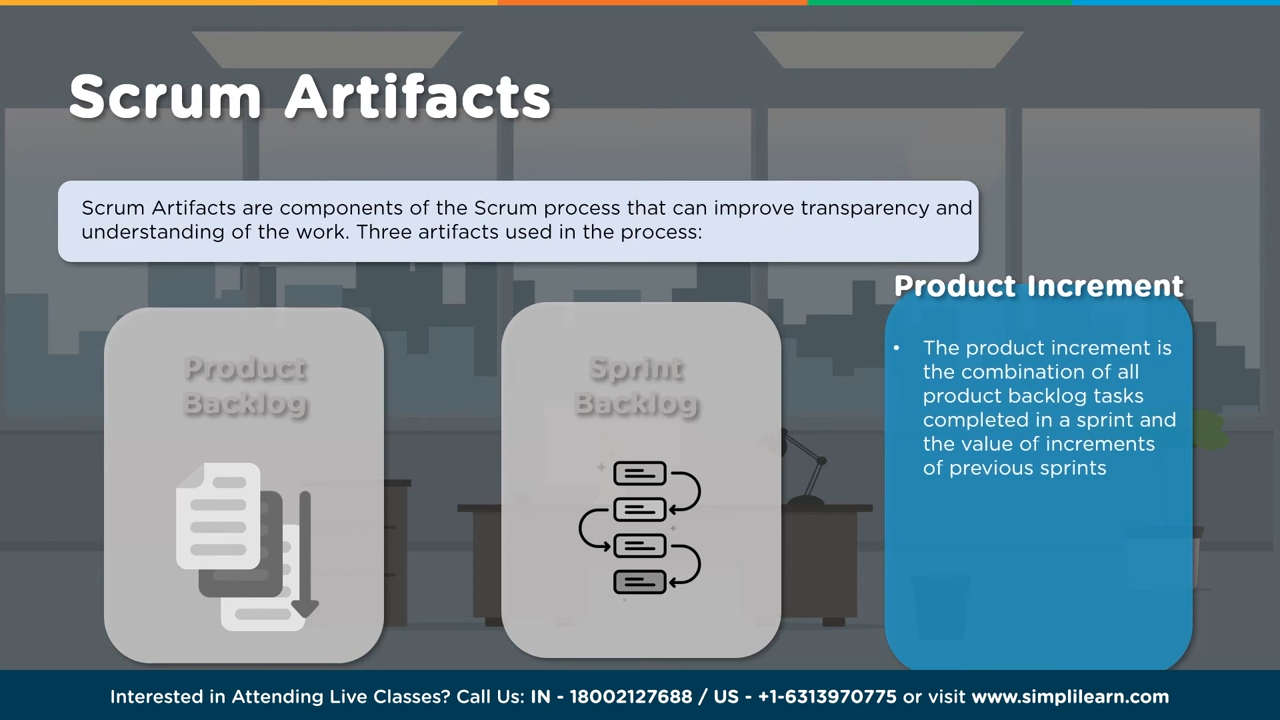 Scrum Artifacts
Scrum Artifacts are components of the Scrum process that can improve transparency and
understanding of the work. Three artifacts used in the process:
Product
Backlog
Sprint
Backlog
Product Increment
• The product increment is
the combination of all
product backlog tasks
completed in a sprint and
the value of increments
of previous sprints
Interested in Attending Live Classes? Call Us: IN - 18002127688 / US - +1-6313970775 or visit www.simplilearn.com